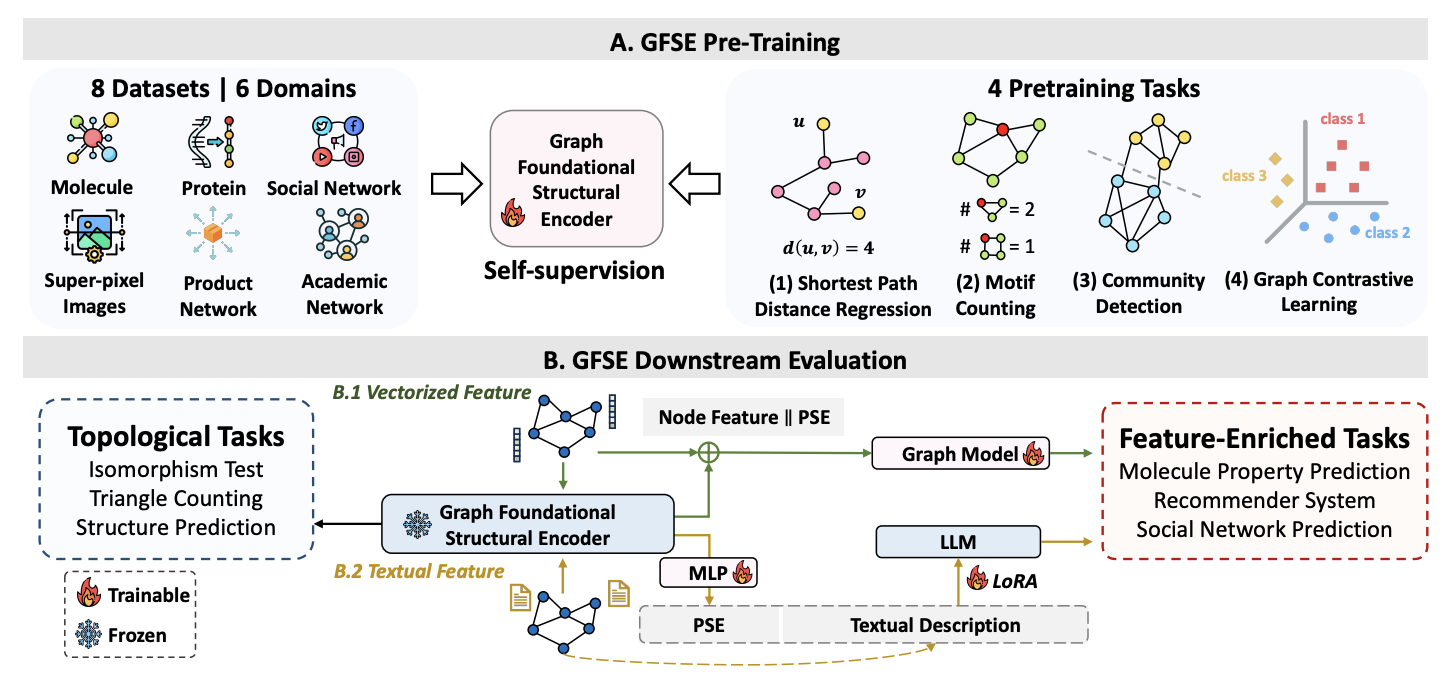 A. GFSE Pre-Training
8 Datasets | 6 Domains
Molecule
Protein
Social Network
Super-pixel
Images
Product
Network
Academic
Network
Graph
Foundational
Structural
Encoder
Self-supervision
4 Pretraining Tasks
u
v
d(u, v) = 4
(1) Shortest Path
Distance Regression
# = 2
# = 1
(2) Motif
Counting
(3) Community
Detection
class 1
class 3
class 2
(4) Graph Contrastive
Learning
B. GFSE Downstream Evaluation
Topological Tasks
Isomorphism Test
Triangle Counting
Structure Prediction
Trainable
Frozen
B.1 Vectorized Feature
Node Feature ∥ PSE
Graph Model
Graph Foundational
Structural Encoder
B.2 Textual Feature
MLP
LLM
LoRA
PSE
Textual Description
Feature-Enriched Tasks
Molecule Property Prediction
Recommender System
Social Network Prediction